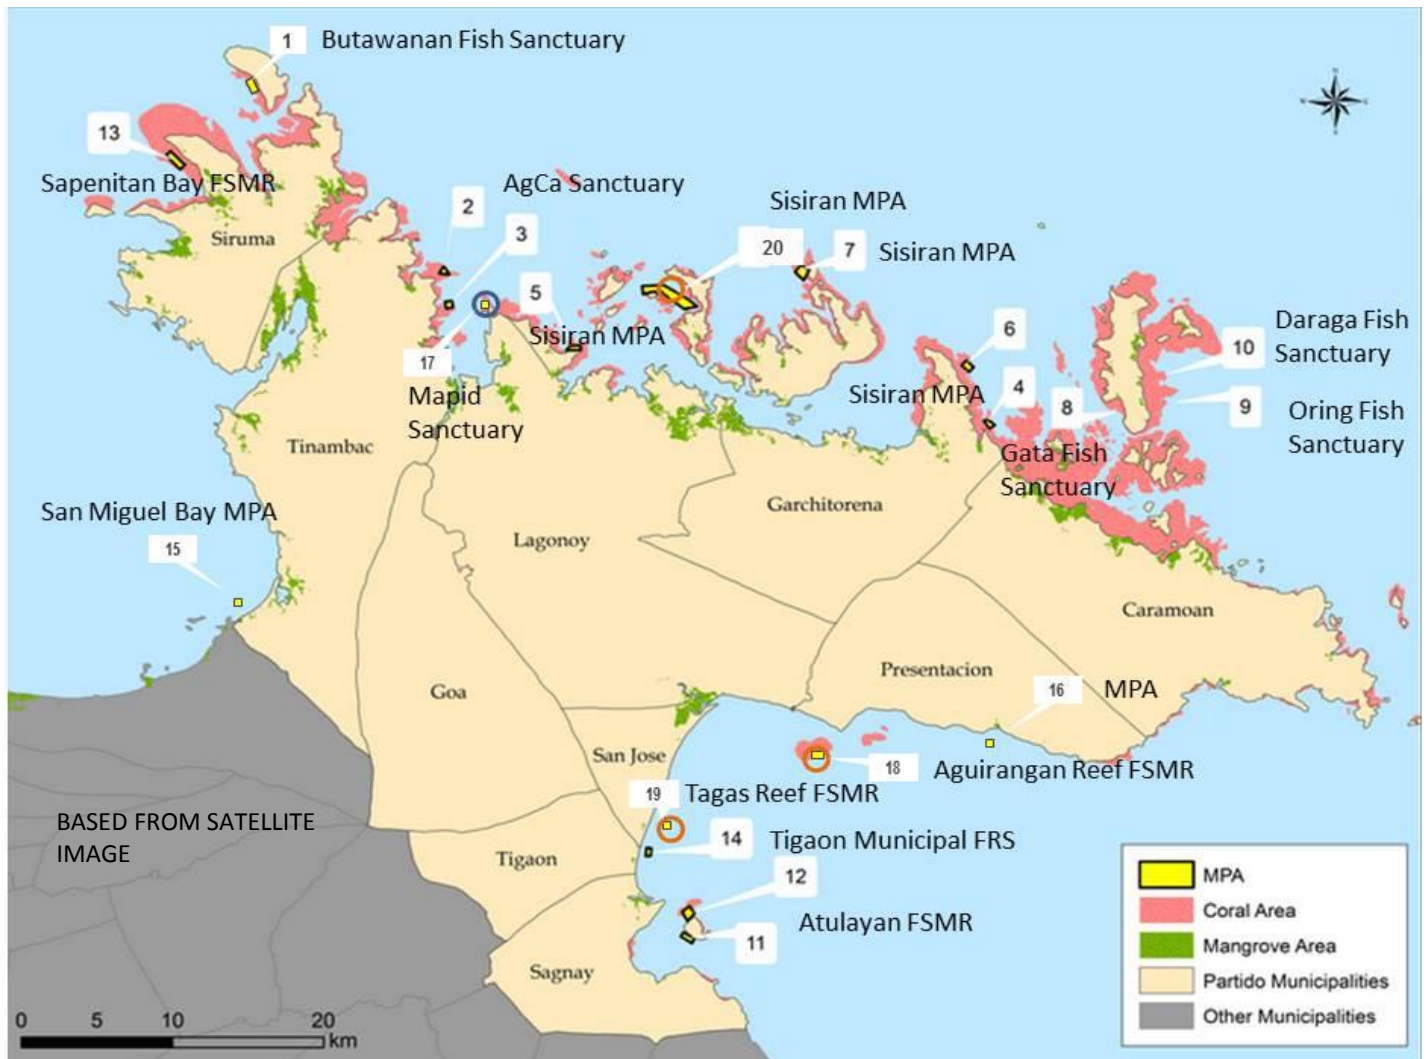 1 Butawanan Fish Sanctuary
13
Sapenitan Bay FSMR
AgCa Sanctuary
2
Sisiran MPA
3
20
7 Sisiran MPA
Siruma
5
Sisiran MPA
17
Mapid
Sanctuary
6
Sisiran MPA
4
8
10
Daraga Fish
Sanctuary
9
Oring Fish
Sanctuary
Gata Fish
Sanctuary
Tinambac
Garchitorena
San Miguel Bay MPA
15
Lagonoy
Caramoan
Presentacion
Goa
16 MPA
San Jose
18 Aguirangan Reef FSMR
19 Tagas Reef FSMR
BASED FROM SATELLITE
IMAGE
14 Tigaon Municipal FRS
Tigaon
12
Atulayan FSMR
11
Sagnay
MPA
Coral Area
Mangrove Area
Partido Municipalities
Other Municipalities
0 5 10 20
km